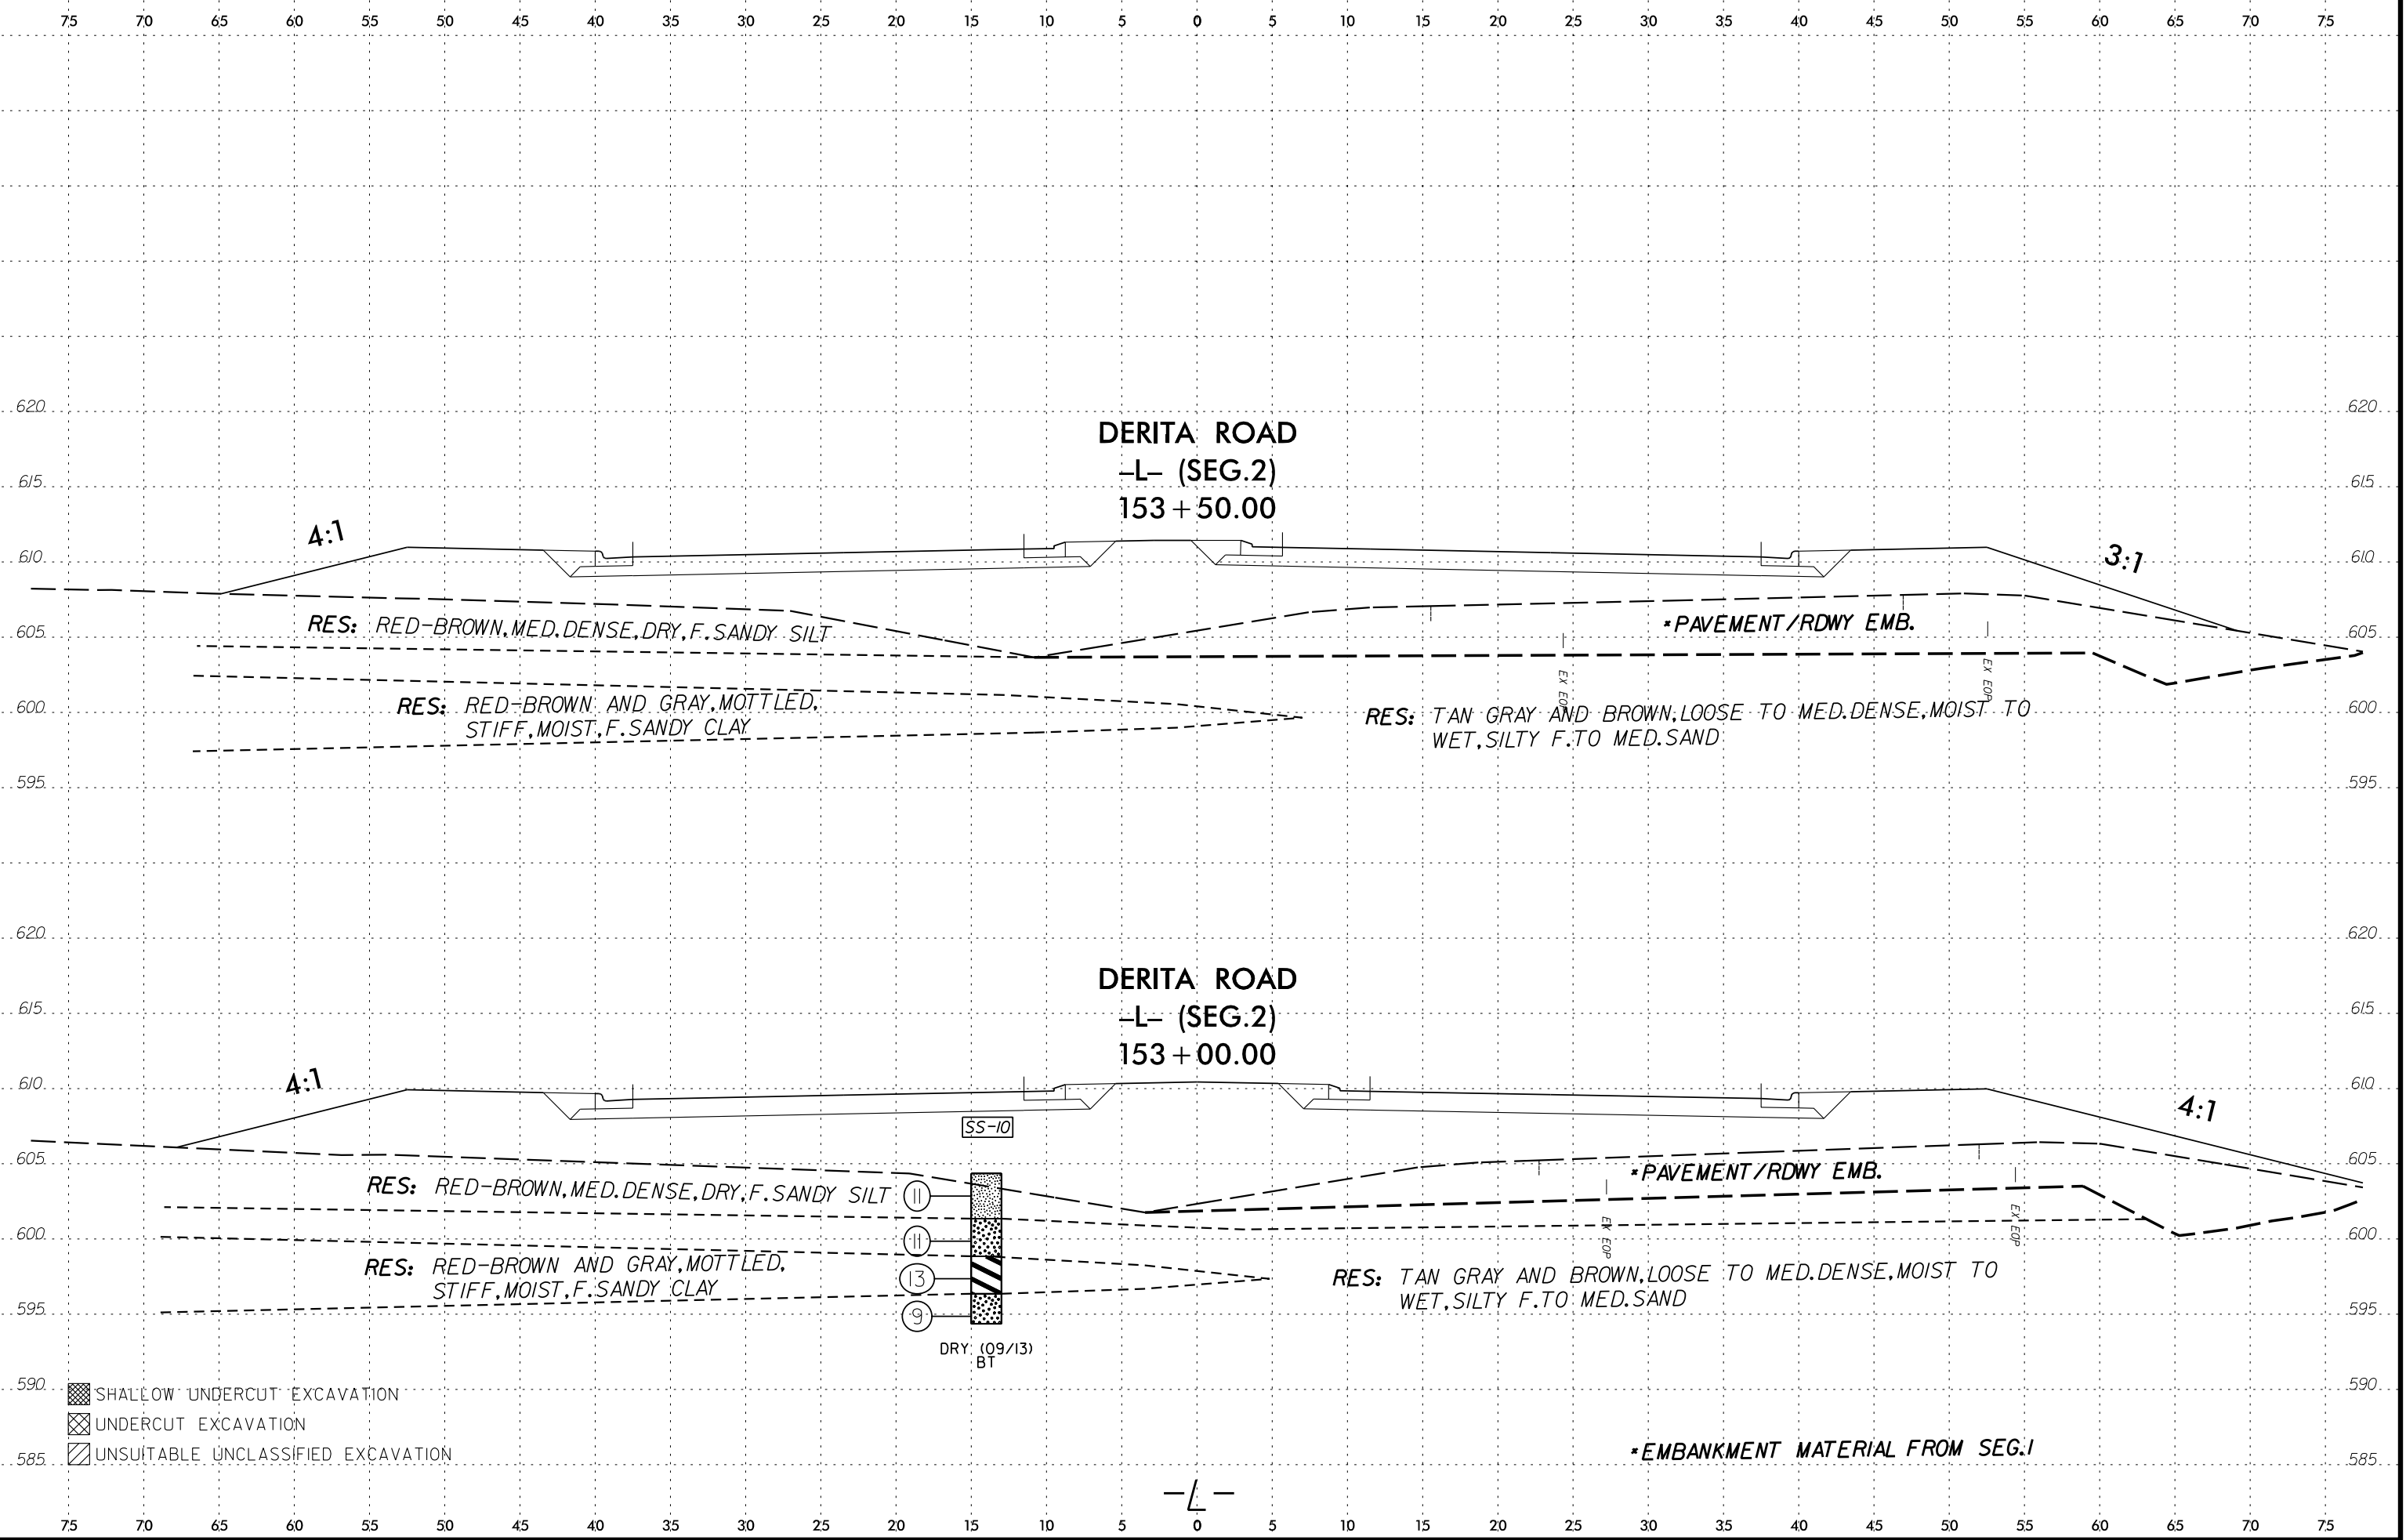 75 70 65 60 55 50 45 40 35 30 25 20 15 10 5 0 5 10 15 20 25 30 35 40 45 50 55 60 65 70 75
620 620
DERITA ROAD
-L- (SEG.2)
615 615
153+50.00
4:1 3:1
610 610
RES: RED-BROWN,MED.DENSE,DRY,F.SANDY SILT
*PAVEMENT/RDWY EMB.
605 605
EX EOP
EX EOP
RES: RED-BROWN AND GRAY,MOTTLED,
STIFF,MOIST,F.SANDY CLAY
RES: TAN GRAY AND BROWN,LOOSE TO MED.DENSE,MOIST TO
WET,SILTY F.TO MED.SAND
600 600
595 595
620 620
DERITA ROAD
-L- (SEG.2)
615 615
153+00.00
4:1 4:1
610 610
SS-10
605 605
*PAVEMENT/RDWY EMB.
RES: RED-BROWN,MED.DENSE,DRY,F.SANDY SILT
11
EX EOP
EX EOP
600 600
11
RES: RED-BROWN AND GRAY,MOTTLED,
STIFF,MOIST,F.SANDY CLAY
13
RES: TAN GRAY AND BROWN,LOOSE TO MED.DENSE,MOIST TO
WET,SILTY F.TO MED.SAND
595 595
9
DRY (09/13)
BT
590 590
SHALLOW UNDERCUT EXCAVATION
UNDERCUT EXCAVATION
UNSUITABLE UNCLASSIFIED EXCAVATION
*EMBANKMENT MATERIAL FROM SEG.1
585 585
-L-
75 70 65 60 55 50 45 40 35 30 25 20 15 10 5 0 5 10 15 20 25 30 35 40 45 50 55 60 65 70 75